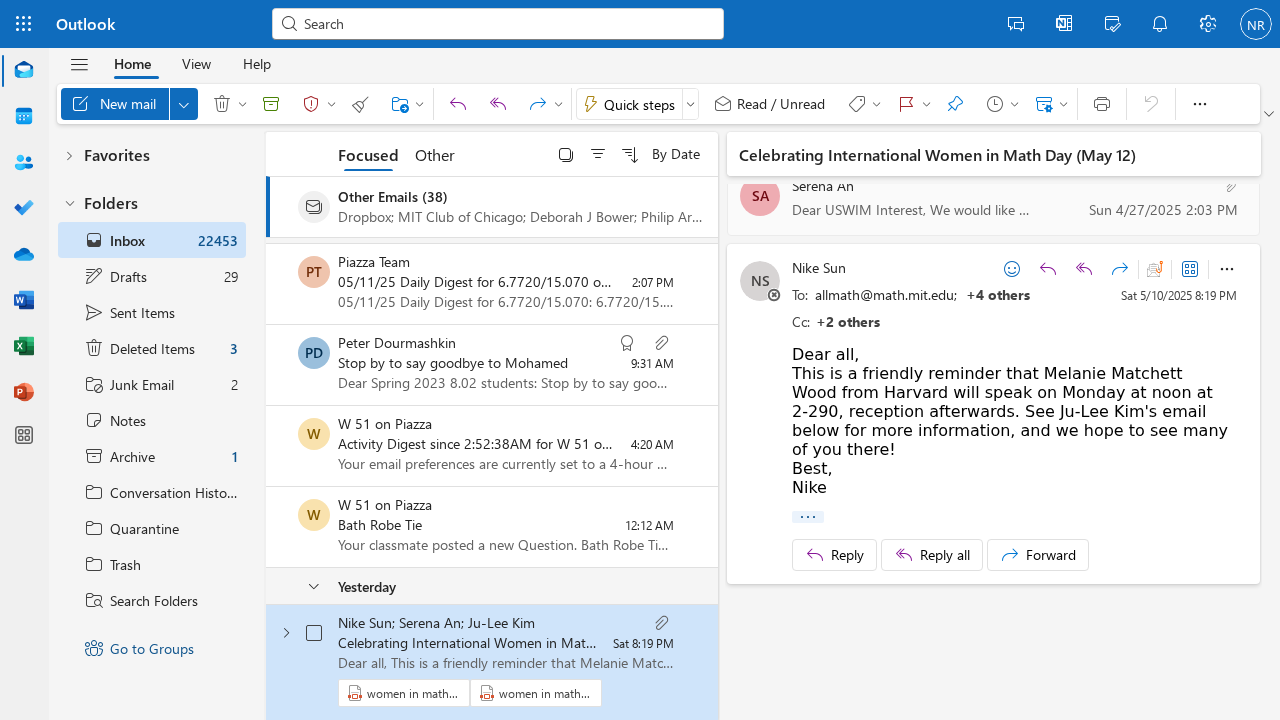 Outlook
Search
NR
Home
View
Help
New mail
Quick steps
Read / Unread
Favorites
Folders
Inbox 22453
Drafts 29
Sent Items
Deleted Items 3
Junk Email 2
Notes
Archive 1
Conversation Histo...
Quarantine
Trash
Search Folders
Go to Groups
Focused
Other
By Date
Other Emails (38)
Dropbox; MIT Club of Chicago; Deborah J Bower; Philip Ar...
PT
Piazza Team
05/11/25 Daily Digest for 6.7720/15.070 o... 2:07 PM
05/11/25 Daily Digest for 6.7720/15.070: 6.7720/15....
PD
Peter Dourmashkin
Stop by to say goodbye to Mohamed 9:31 AM
Dear Spring 2023 8.02 students: Stop by to say goo...
W
W 51 on Piazza
Activity Digest since 2:52:38AM for W 51 o... 4:20 AM
Your email preferences are currently set to a 4-hour ...
W
W 51 on Piazza
Bath Robe Tie 12:12 AM
Your classmate posted a new Question. Bath Robe Ti...
Yesterday
Nike Sun; Serena An; Ju-Lee Kim
Celebrating International Women in Mat... Sat 8:19 PM
Dear all, This is a friendly reminder that Melanie Matc...
women in math...
women in math...
Celebrating International Women in Math Day (May 12)
SA
Serena An
Dear USWIM Interest, We would like ... Sun 4/27/2025 2:03 PM
NS
Nike Sun
To: allmath@math.mit.edu; +4 others Sat 5/10/2025 8:19 PM
Cc: +2 others
Dear all,
This is a friendly reminder that Melanie Matchett
Wood from Harvard will speak on Monday at noon at
2-290, reception afterwards. See Ju-Lee Kim's email
below for more information, and we hope to see many
of you there!
Best,
Nike
...
Reply
Reply all
Forward